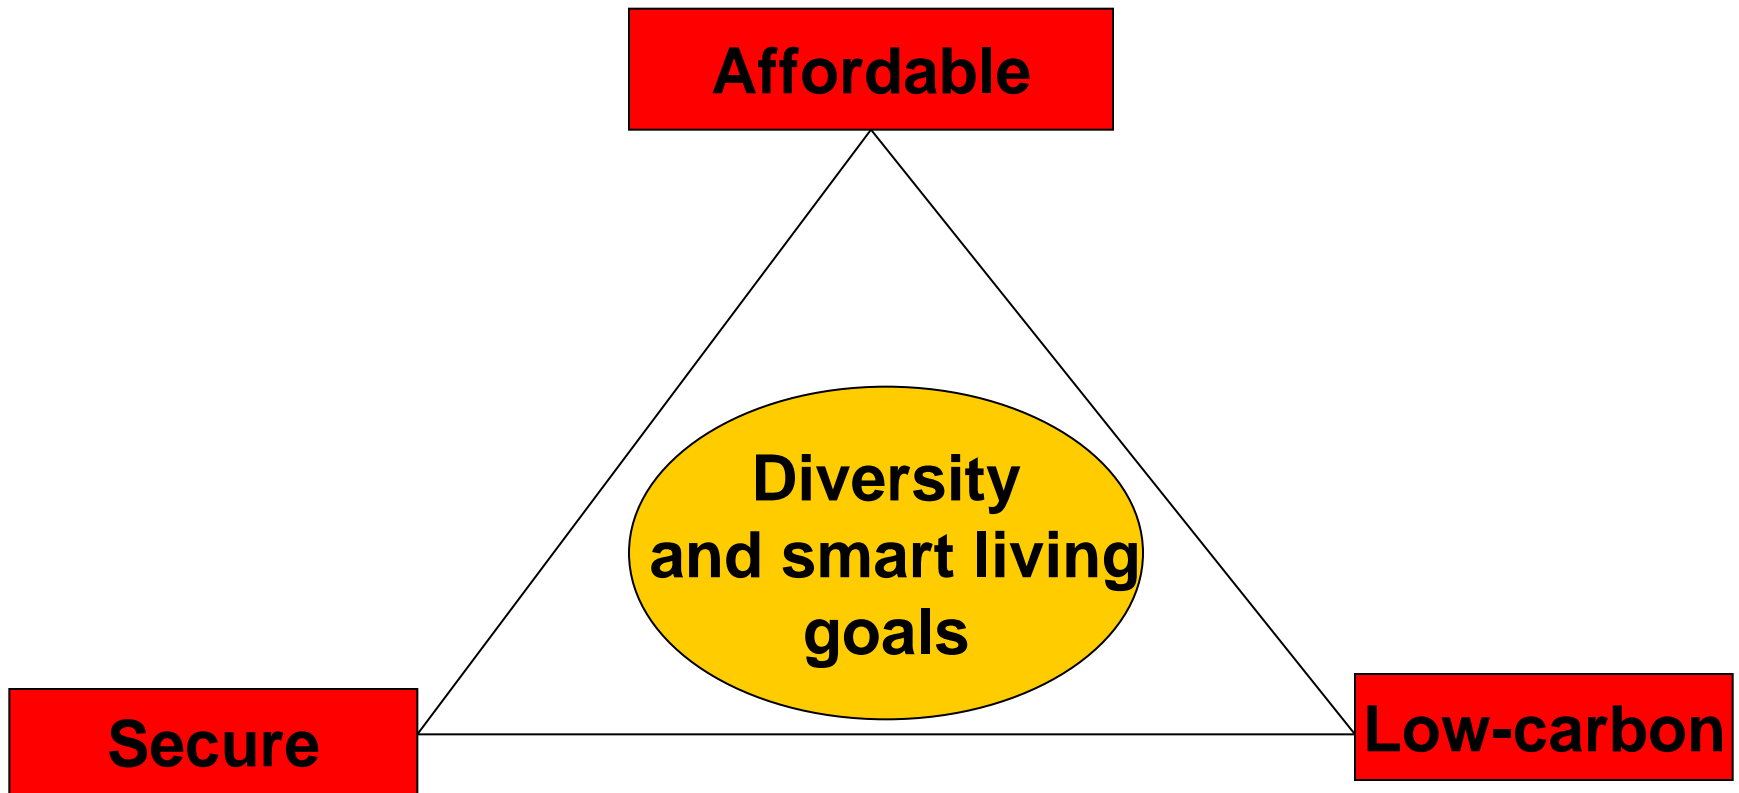 Affordable
Diversity
and smart living
goals
Secure
Low-carbon